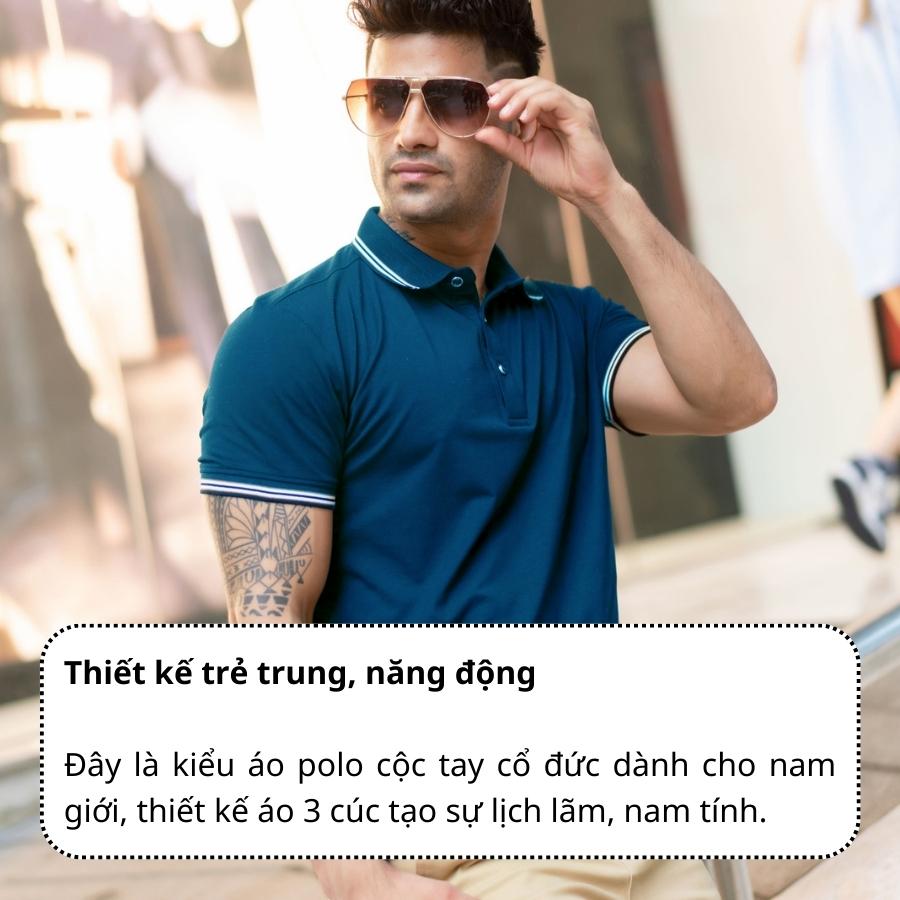 Thiết kế trẻ trung, năng động
Đây là kiểu áo polo cộc tay cổ đức dành cho nam
giới, thiết kế áo 3 cúc tạo sự lịch lãm, nam tính.